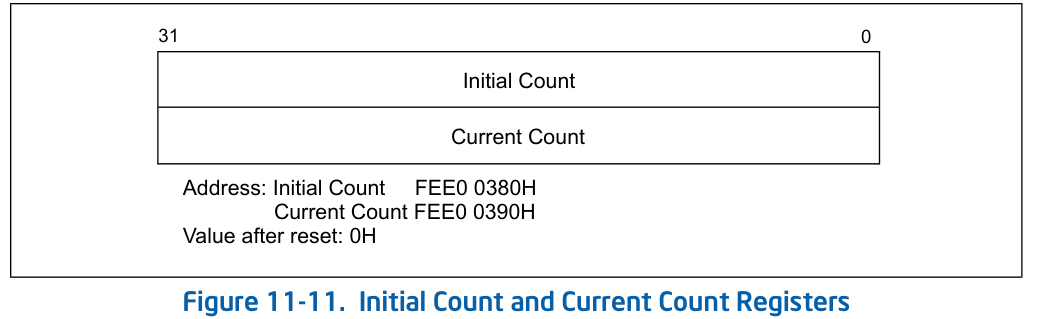 31 0
Initial Count
Current Count
Address: Initial Count FEE0 0380H
Current Count FEE0 0390H
Value after reset: 0H
Figure 11-11. Initial Count and Current Count Registers